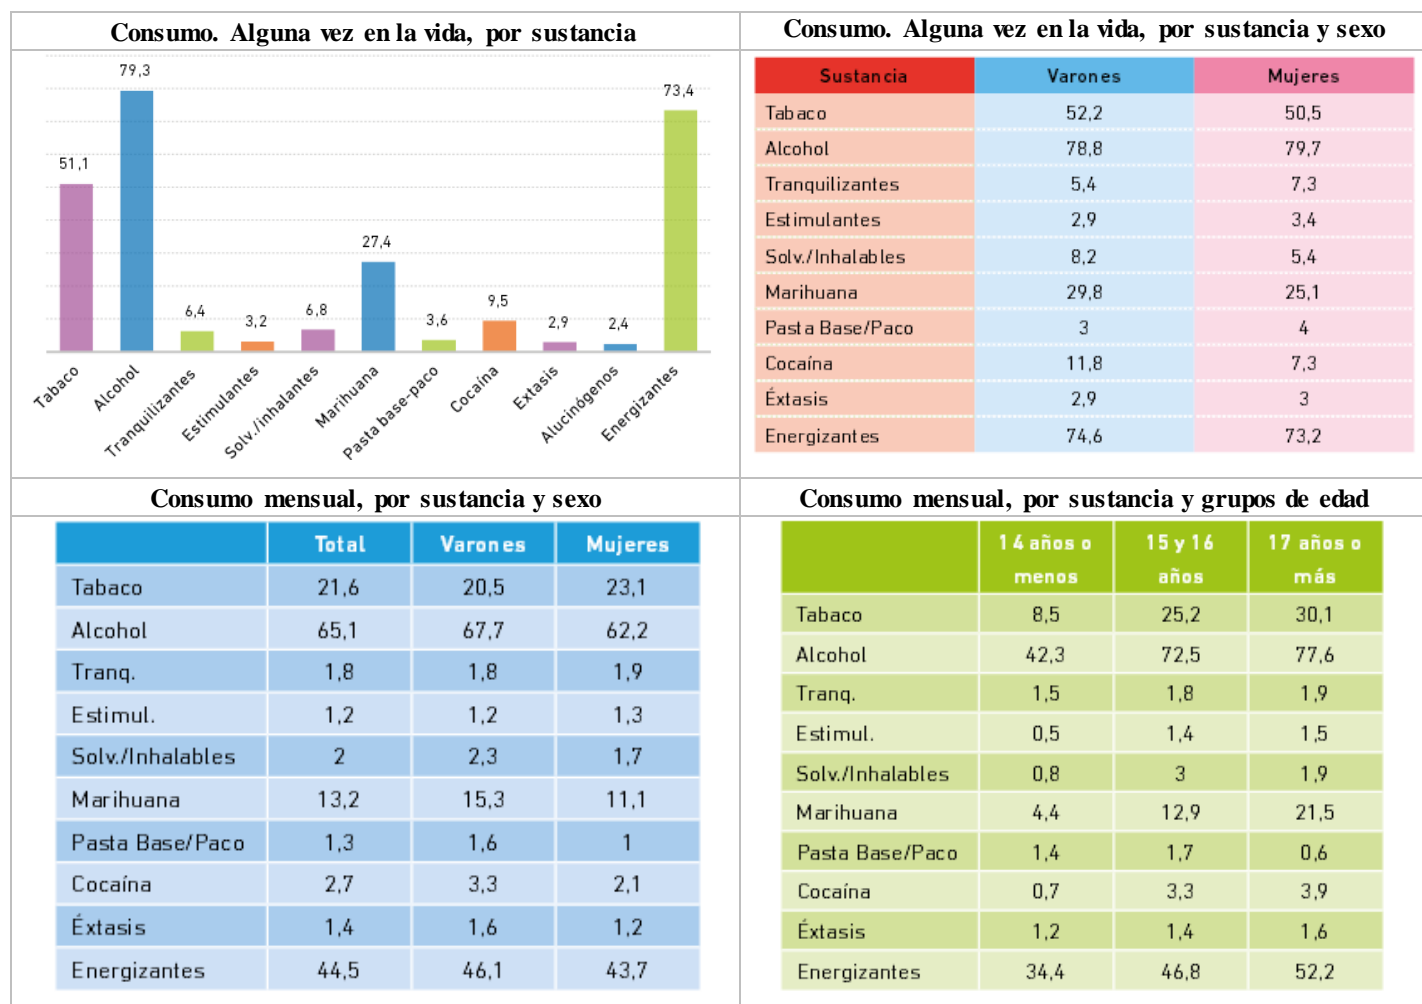 Consumo. Alguna vez en la vida, por sustancia
79,3
73,4
51,1
27,4
6,4
3,2
6,8
3,6
9,5
2,9
2,4
Tabaco
Alcohol
Tranquilizantes
Estimulantes
Solv./inhalantes
Marihuana
Pasta base-paco
Cocaína
Extasis
Alucinógenos
Energizantes
Consumo. Alguna vez en la vida, por sustancia y sexo
Sustancia Varones Mujeres
Tabaco 52,2 50,5
Alcohol 78,8 79,7
Tranquilizantes 5,4 7,3
Estimulantes 2,9 3,4
Solv./Inhalables 8,2 5,4
Marihuana 29,8 25,1
Pasta Base/Paco 3 4
Cocaína 11,8 7,3
Éxtasis 2,9 3
Energizantes 74,6 73,2
Consumo mensual, por sustancia y sexo
Total Varones Mujeres
Tabaco 21,6 20,5 23,1
Alcohol 65,1 67,7 62,2
Tranq. 1,8 1,8 1,9
Estimul. 1,2 1,2 1,3
Solv./Inhalables 2 2,3 1,7
Marihuana 13,2 15,3 11,1
Pasta Base/Paco 1,3 1,6 1
Cocaína 2,7 3,3 2,1
Éxtasis 1,4 1,6 1,2
Energizantes 44,5 46,1 43,7
Consumo mensual, por sustancia y grupos de edad
14 años o 15 y 16 17 años o
menos años más
Tabaco 8,5 25,2 30,1
Alcohol 42,3 72,5 77,6
Tranq. 1,5 1,8 1,9
Estimul. 0,5 1,4 1,5
Solv./Inhalables 0,8 3 1,9
Marihuana 4,4 12,9 21,5
Pasta Base/Paco 1,4 1,7 0,6
Cocaína 0,7 3,3 3,9
Éxtasis 1,2 1,4 1,6
Energizantes 34,4 46,8 52,2